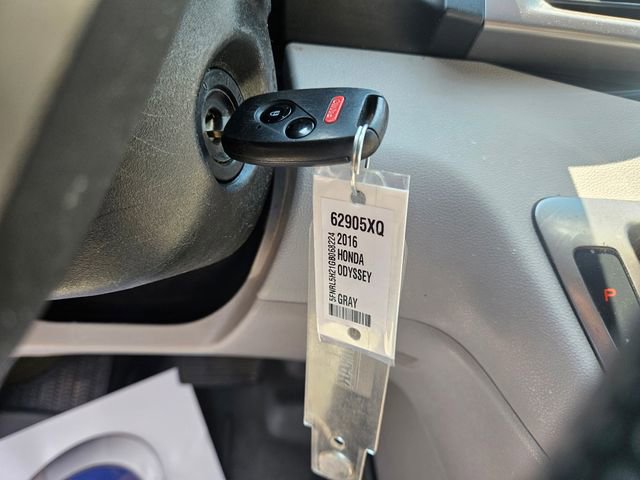 62905XQ
2016
HONDA
ODYSSEY
GRAY
5FNRL5H21GB068224
P